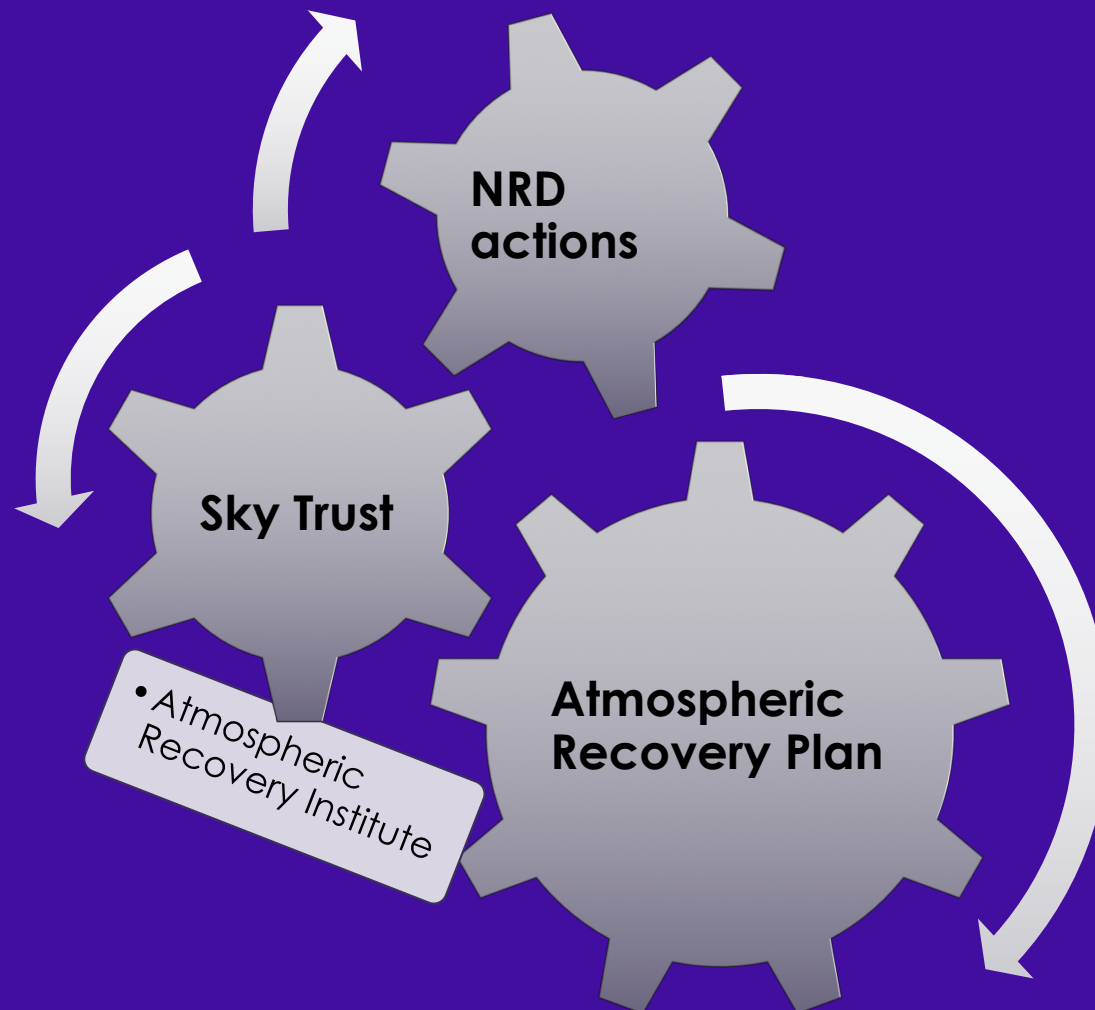 NRD
actions
Sky Trust
• Atmospheric
Recovery Institute
Atmospheric
Recovery Plan